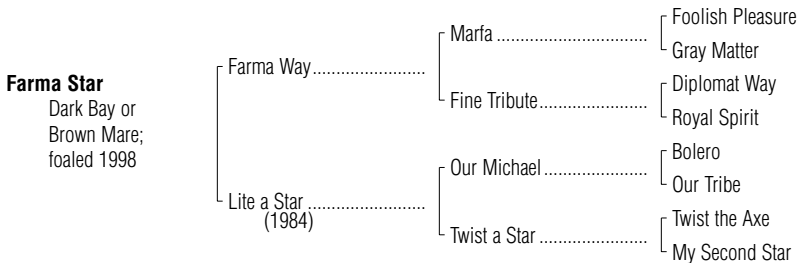 Foolish Pleasure
Marfa ................................
Gray Matter
Farma Way........................
Farma Star
Diplomat Way
Dark Bay or
Fine Tribute.......................
Brown Mare;
Royal Spirit
foaled 1998
Bolero
Our Michael......................
Lite a Star .........................
Our Tribe
(1984)
Twist the Axe
Twist a Star .......................
My Second Star